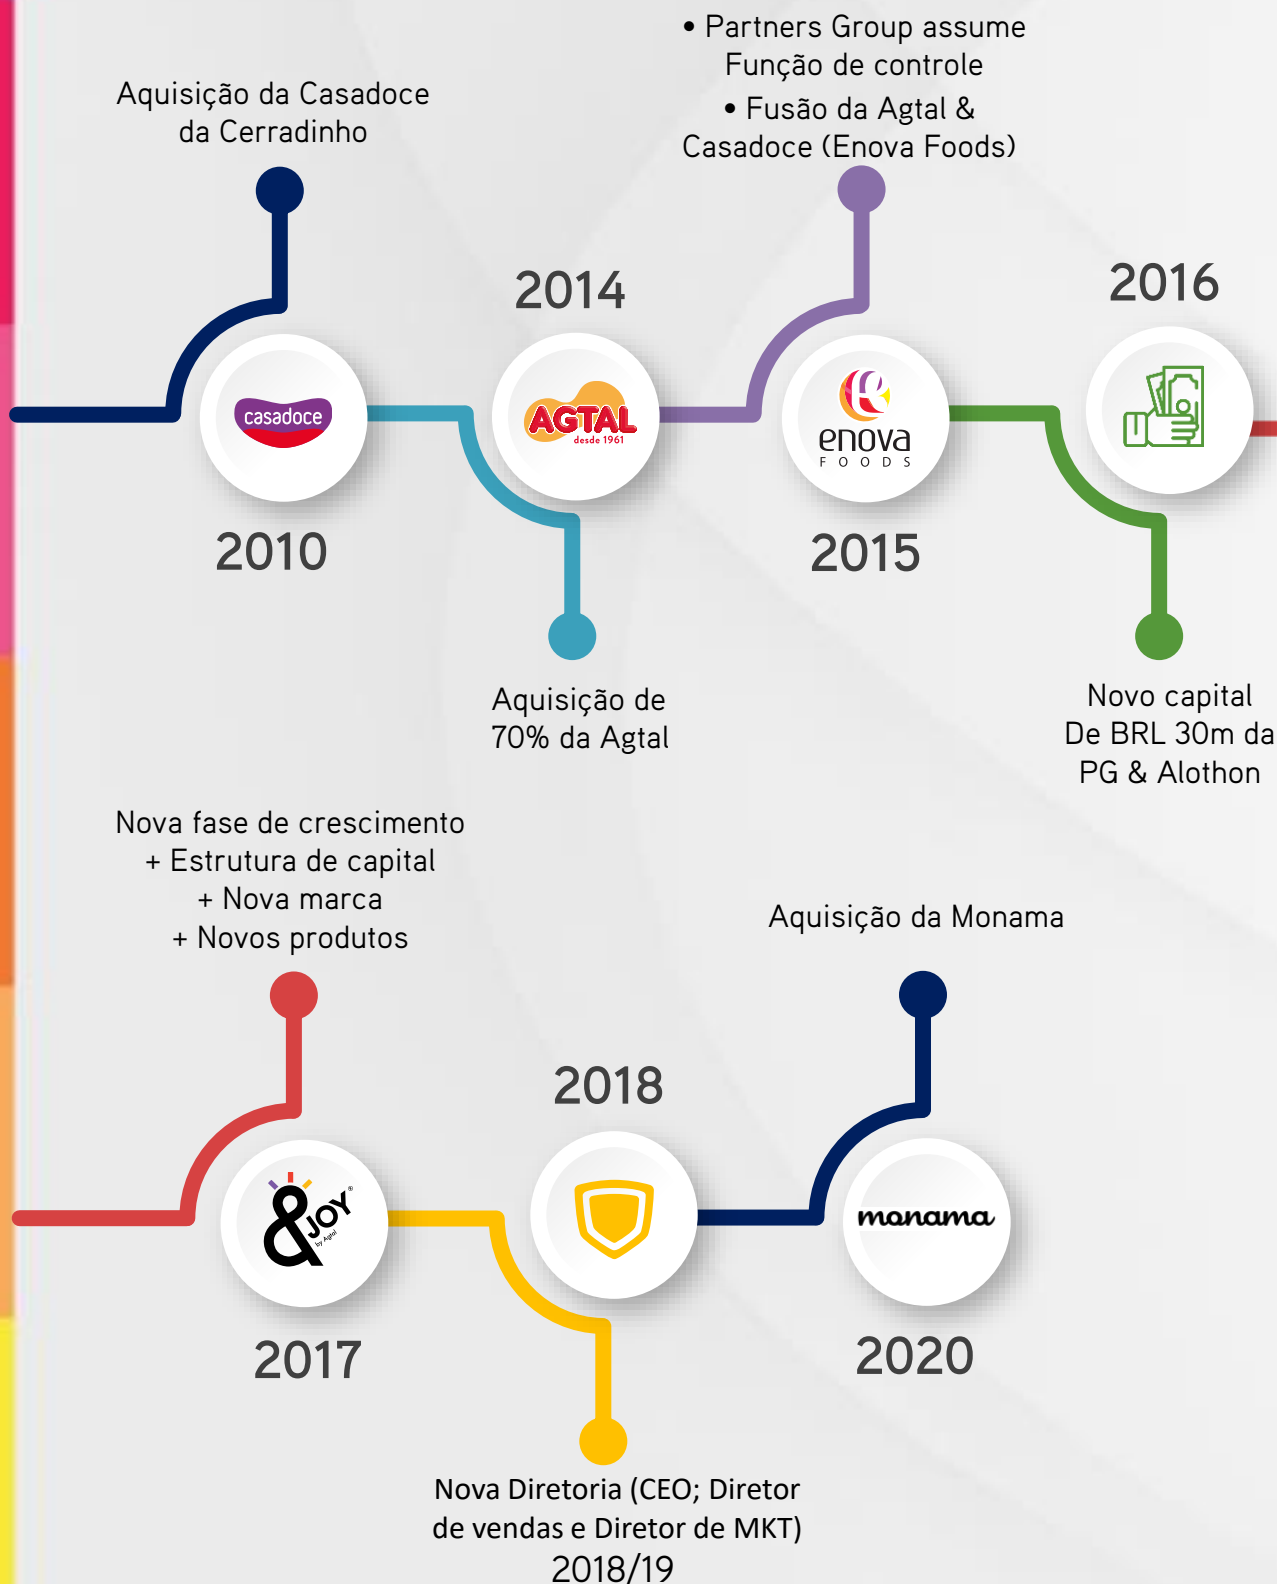 • Partners Group assume
Função de controle
• Fusão da Agtal &
Casadoce (Enova Foods)
Aquisição da Casadoce
da Cerradinho
2014
2016
casadoce
AGTAL
desde 1961
enova
FOODS
2010
2015
Aquisição de
70% da Agtal
Novo capital
De BRL 30m da
PG & Alothon
Nova fase de crescimento
+ Estrutura de capital
+ Nova marca
+ Novos produtos
Aquisição da Monama
2018
&JOY®
by Agtal
monama
2017
2020
Nova Diretoria (CEO; Diretor
de vendas e Diretor de MKT)
2018/19